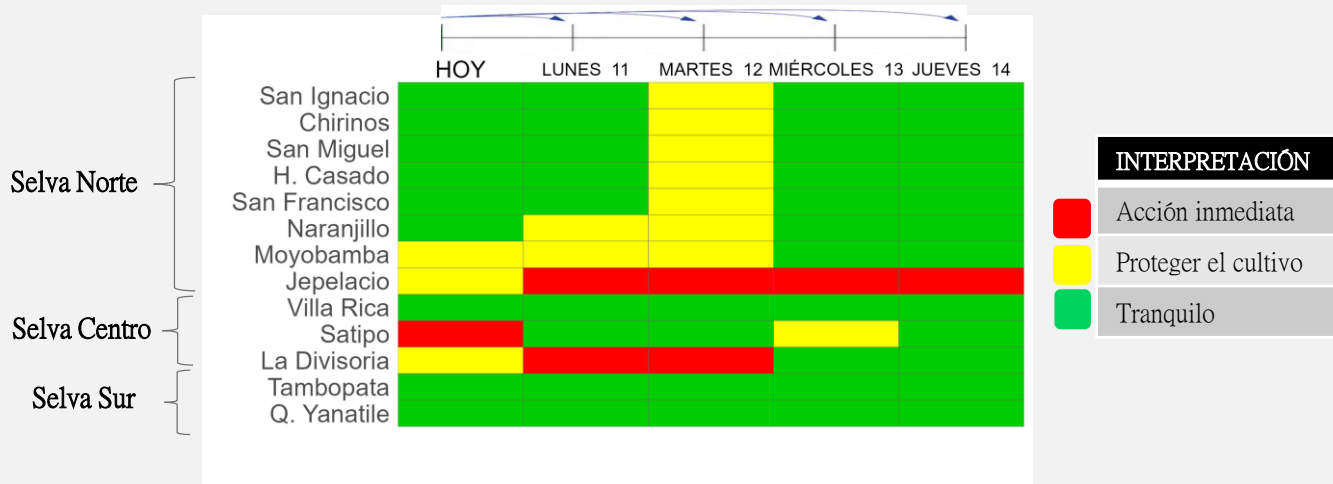 HOY LUNES 11 MARTES 12 MIÉRCOLES 13 JUEVES 14
Selva Norte
San Ignacio
Chirinos
San Miguel
H. Casado
San Francisco
Naranjillo
Moyobamba
Jepelacio
Selva Centro
Villa Rica
Satipo
La Divisoria
Selva Sur
Tambopata
Q. Yanatile
INTERPRETACIÓN
Acción inmediata
Proteger el cultivo
Tranquilo